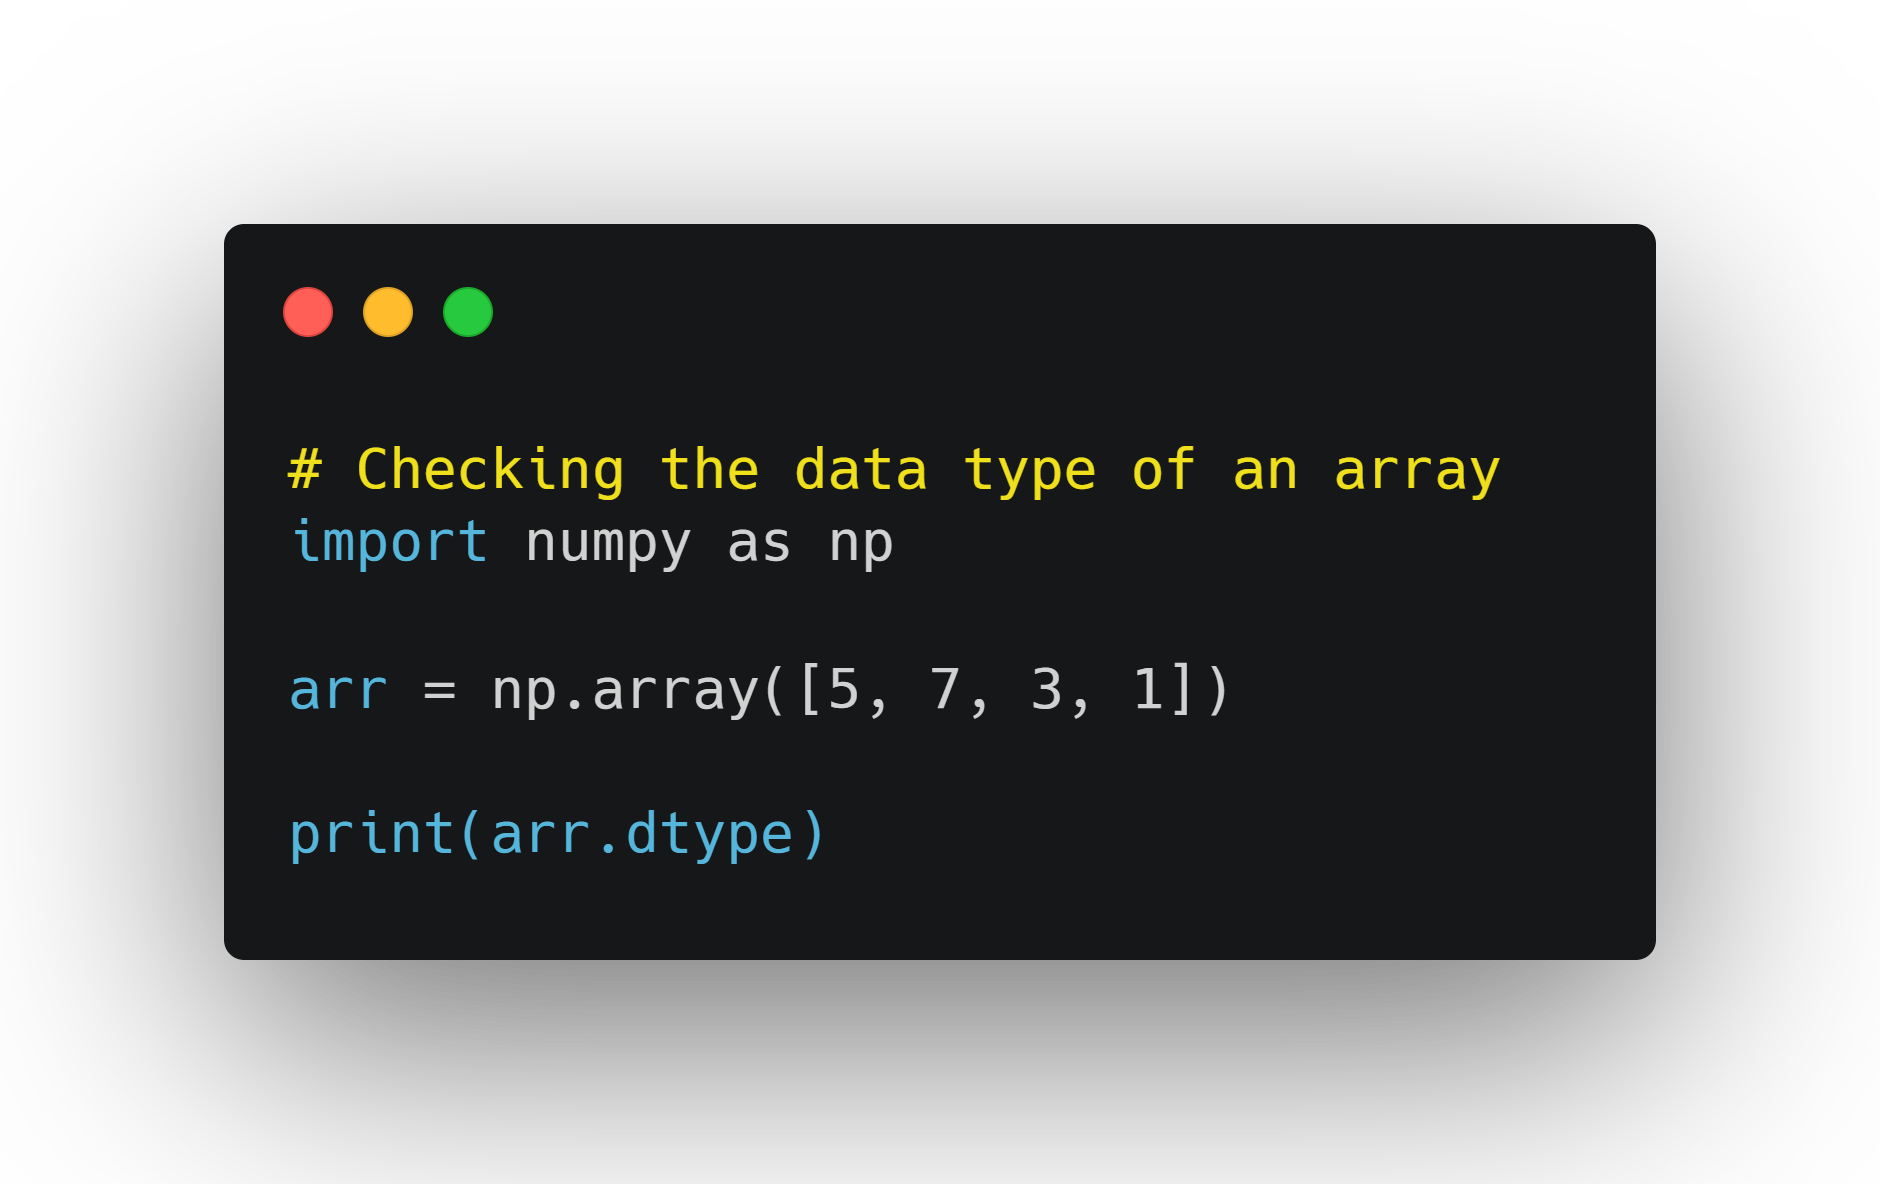 # Checking the data type of an array
import numpy as np
arr = np.array([5, 7, 3, 1])
print(arr.dtype)